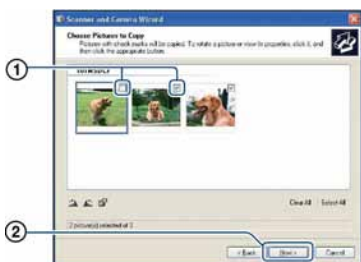 Scanner and Camera Wizard
Choose Pictures to Copy
Pictures with check marks will be copied. To rotate a picture or view its properties, click it, and
then click the appropriate button.
①
Clear All Select All
2 picture(s) selected of 3
②
< Back Next > Cancel